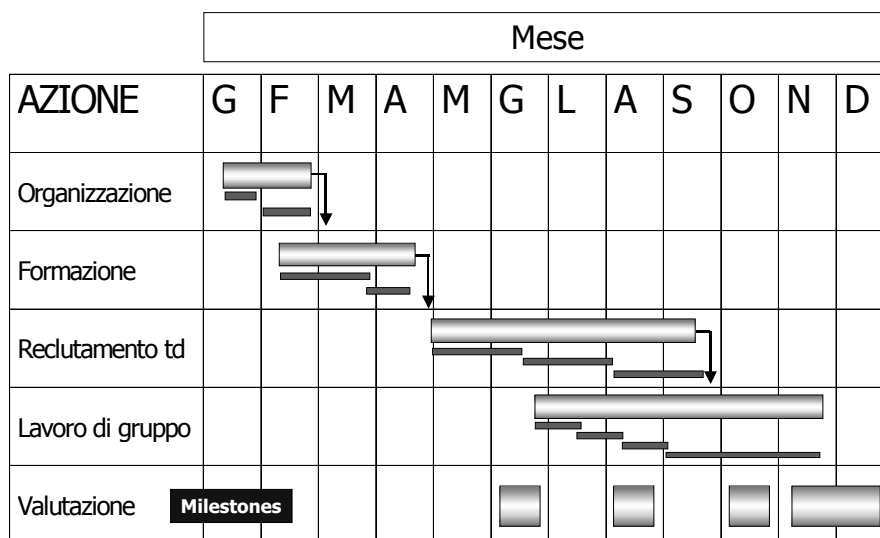 Mese
AZIONE G F M A M G L A S O N D
Organizzazione
Formazione
Reclutamento td
Lavoro di gruppo
Valutazione Milestones